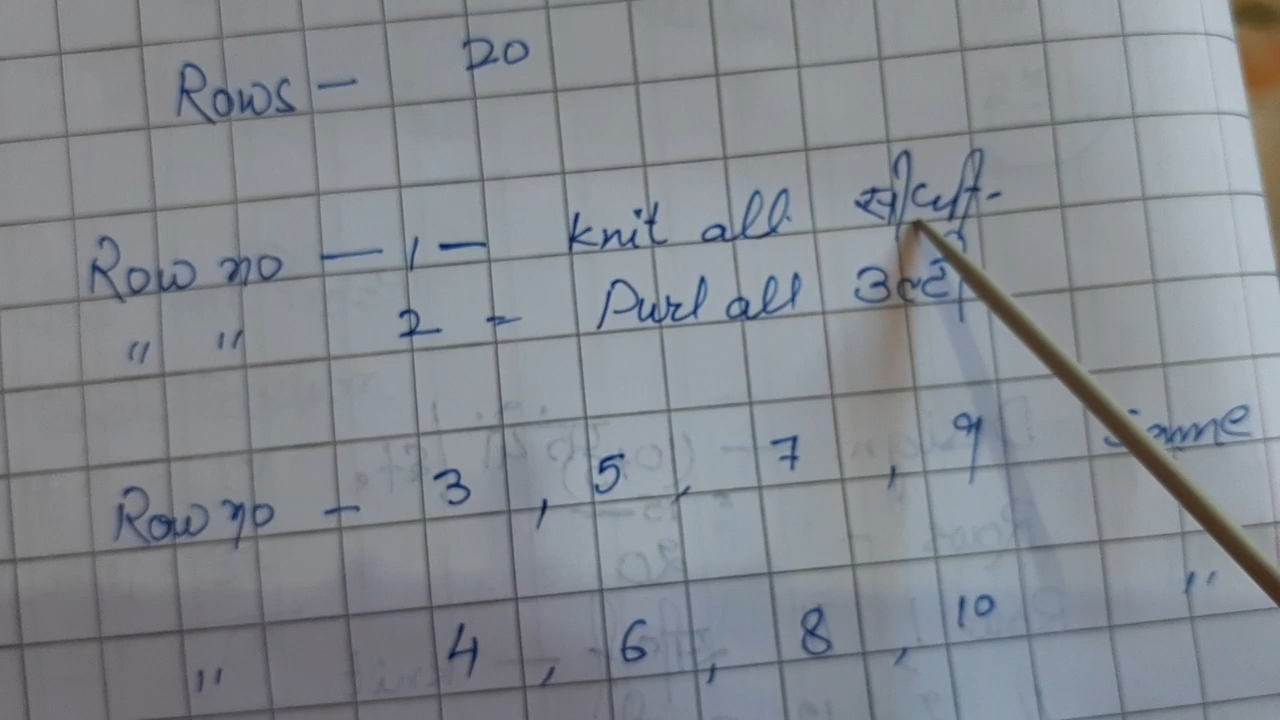 Rows - 20
Row no - 1 - knit all सीधी -
" " 2 - Purl all उल्टी
Row no - 3 , 5 , 7 , 9 same
" 4 , 6 , 8 , 10 "